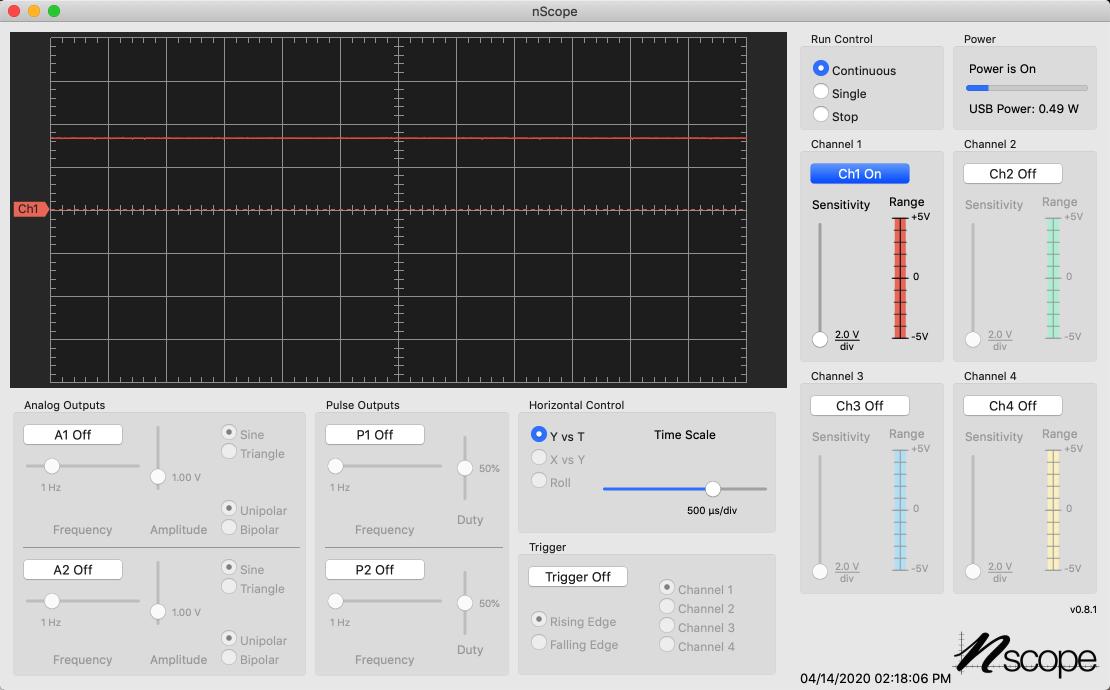 nScope
Ch1
Run Control
Continuous
Single
Stop
Power
Power is On
USB Power: 0.49 W
Channel 1
Ch1 On
Sensitivity
Range
+5V
0
-5V
2.0 V
div
Channel 2
Ch2 Off
Sensitivity
Range
+5V
0
-5V
2.0 V
div
Channel 3
Ch3 Off
Sensitivity
Range
+5V
0
-5V
2.0 V
div
Channel 4
Ch4 Off
Sensitivity
Range
+5V
0
-5V
2.0 V
div
Analog Outputs
A1 Off
1 Hz
Frequency
1.00 V
Amplitude
Sine
Triangle
Unipolar
Bipolar
A2 Off
1 Hz
Frequency
1.00 V
Amplitude
Sine
Triangle
Unipolar
Bipolar
Pulse Outputs
P1 Off
1 Hz
Frequency
50%
Duty
P2 Off
1 Hz
Frequency
50%
Duty
Horizontal Control
Y vs T
X vs Y
Roll
Time Scale
500 µs/div
Trigger
Trigger Off
Rising Edge
Falling Edge
Channel 1
Channel 2
Channel 3
Channel 4
v0.8.1
nscope
04/14/2020 02:18:06 PM